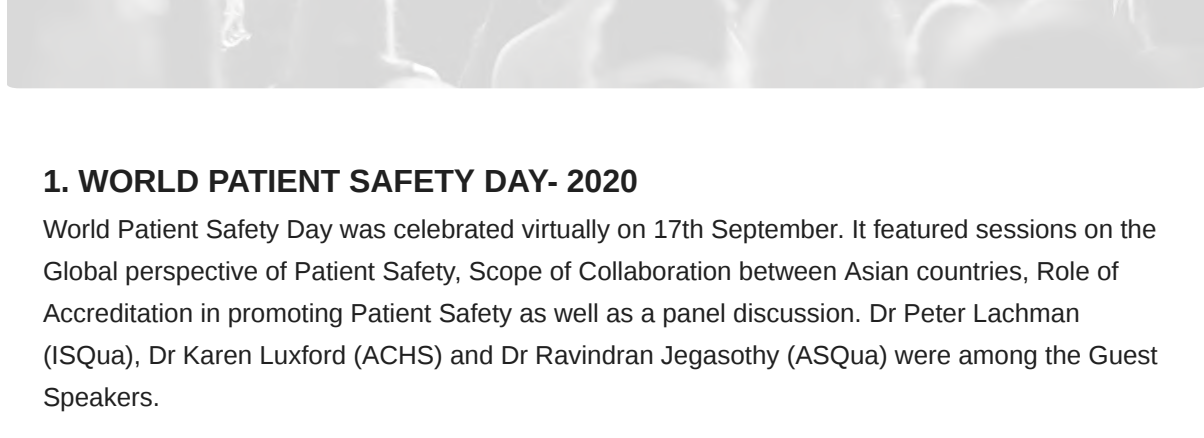 1. WORLD PATIENT SAFETY DAY- 2020
World Patient Safety Day was celebrated virtually on 17th September. It featured sessions on the
Global perspective of Patient Safety, Scope of Collaboration between Asian countries, Role of
Accreditation in promoting Patient Safety as well as a panel discussion. Dr Peter Lachman
(ISQua), Dr Karen Luxford (ACHS) and Dr Ravindran Jegasothy (ASQua) were among the Guest
Speakers.